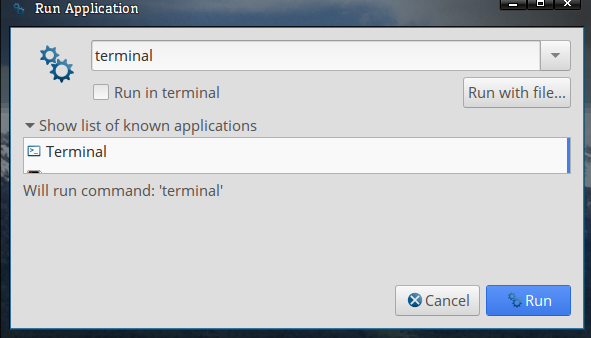 Run Application
terminal
Run in terminal
Run with file...
Show list of known applications
Terminal
Will run command: 'terminal'
Cancel
Run